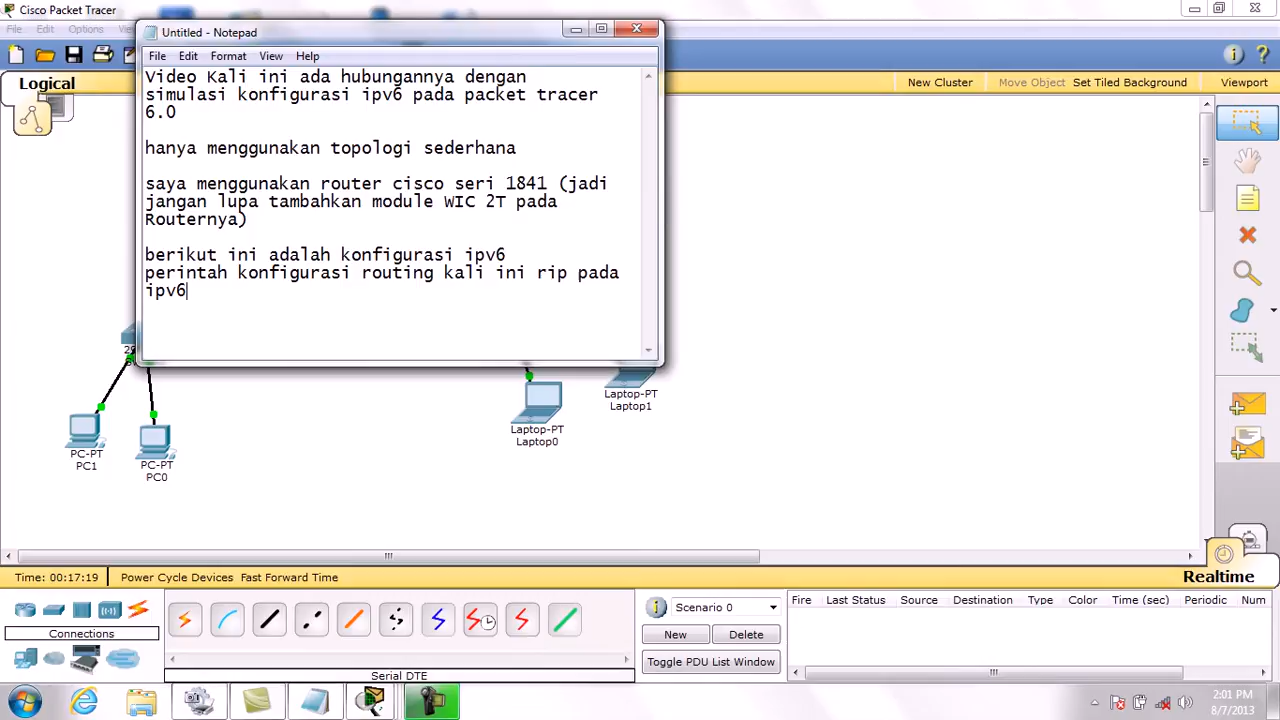 Cisco Packet Tracer
File Edit Options
Untitled - Notepad
File Edit Format View Help
Video Kali ini ada hubungannya dengan
simulasi konfigurasi ipv6 pada packet tracer
6.0
hanya menggunakan topologi sederhana
saya menggunakan router cisco seri 1841 (jadi
jangan lupa tambahkan module WIC 2T pada
Routernya)
berikut ini adalah konfigurasi ipv6
perintah konfigurasi routing kali ini rip pada
ipv6
Logical
New Cluster Move Object Set Tiled Background Viewport
PC-PT
PC1
PC-PT
PC0
Laptop-PT
Laptop0
Laptop-PT
Laptop1
Time: 00:17:19 Power Cycle Devices Fast Forward Time
Realtime
Connections
Serial DTE
Scenario 0
New Delete
Toggle PDU List Window
Fire Last Status Source Destination Type Color Time (sec) Periodic Num
2:01 PM
8/7/2013